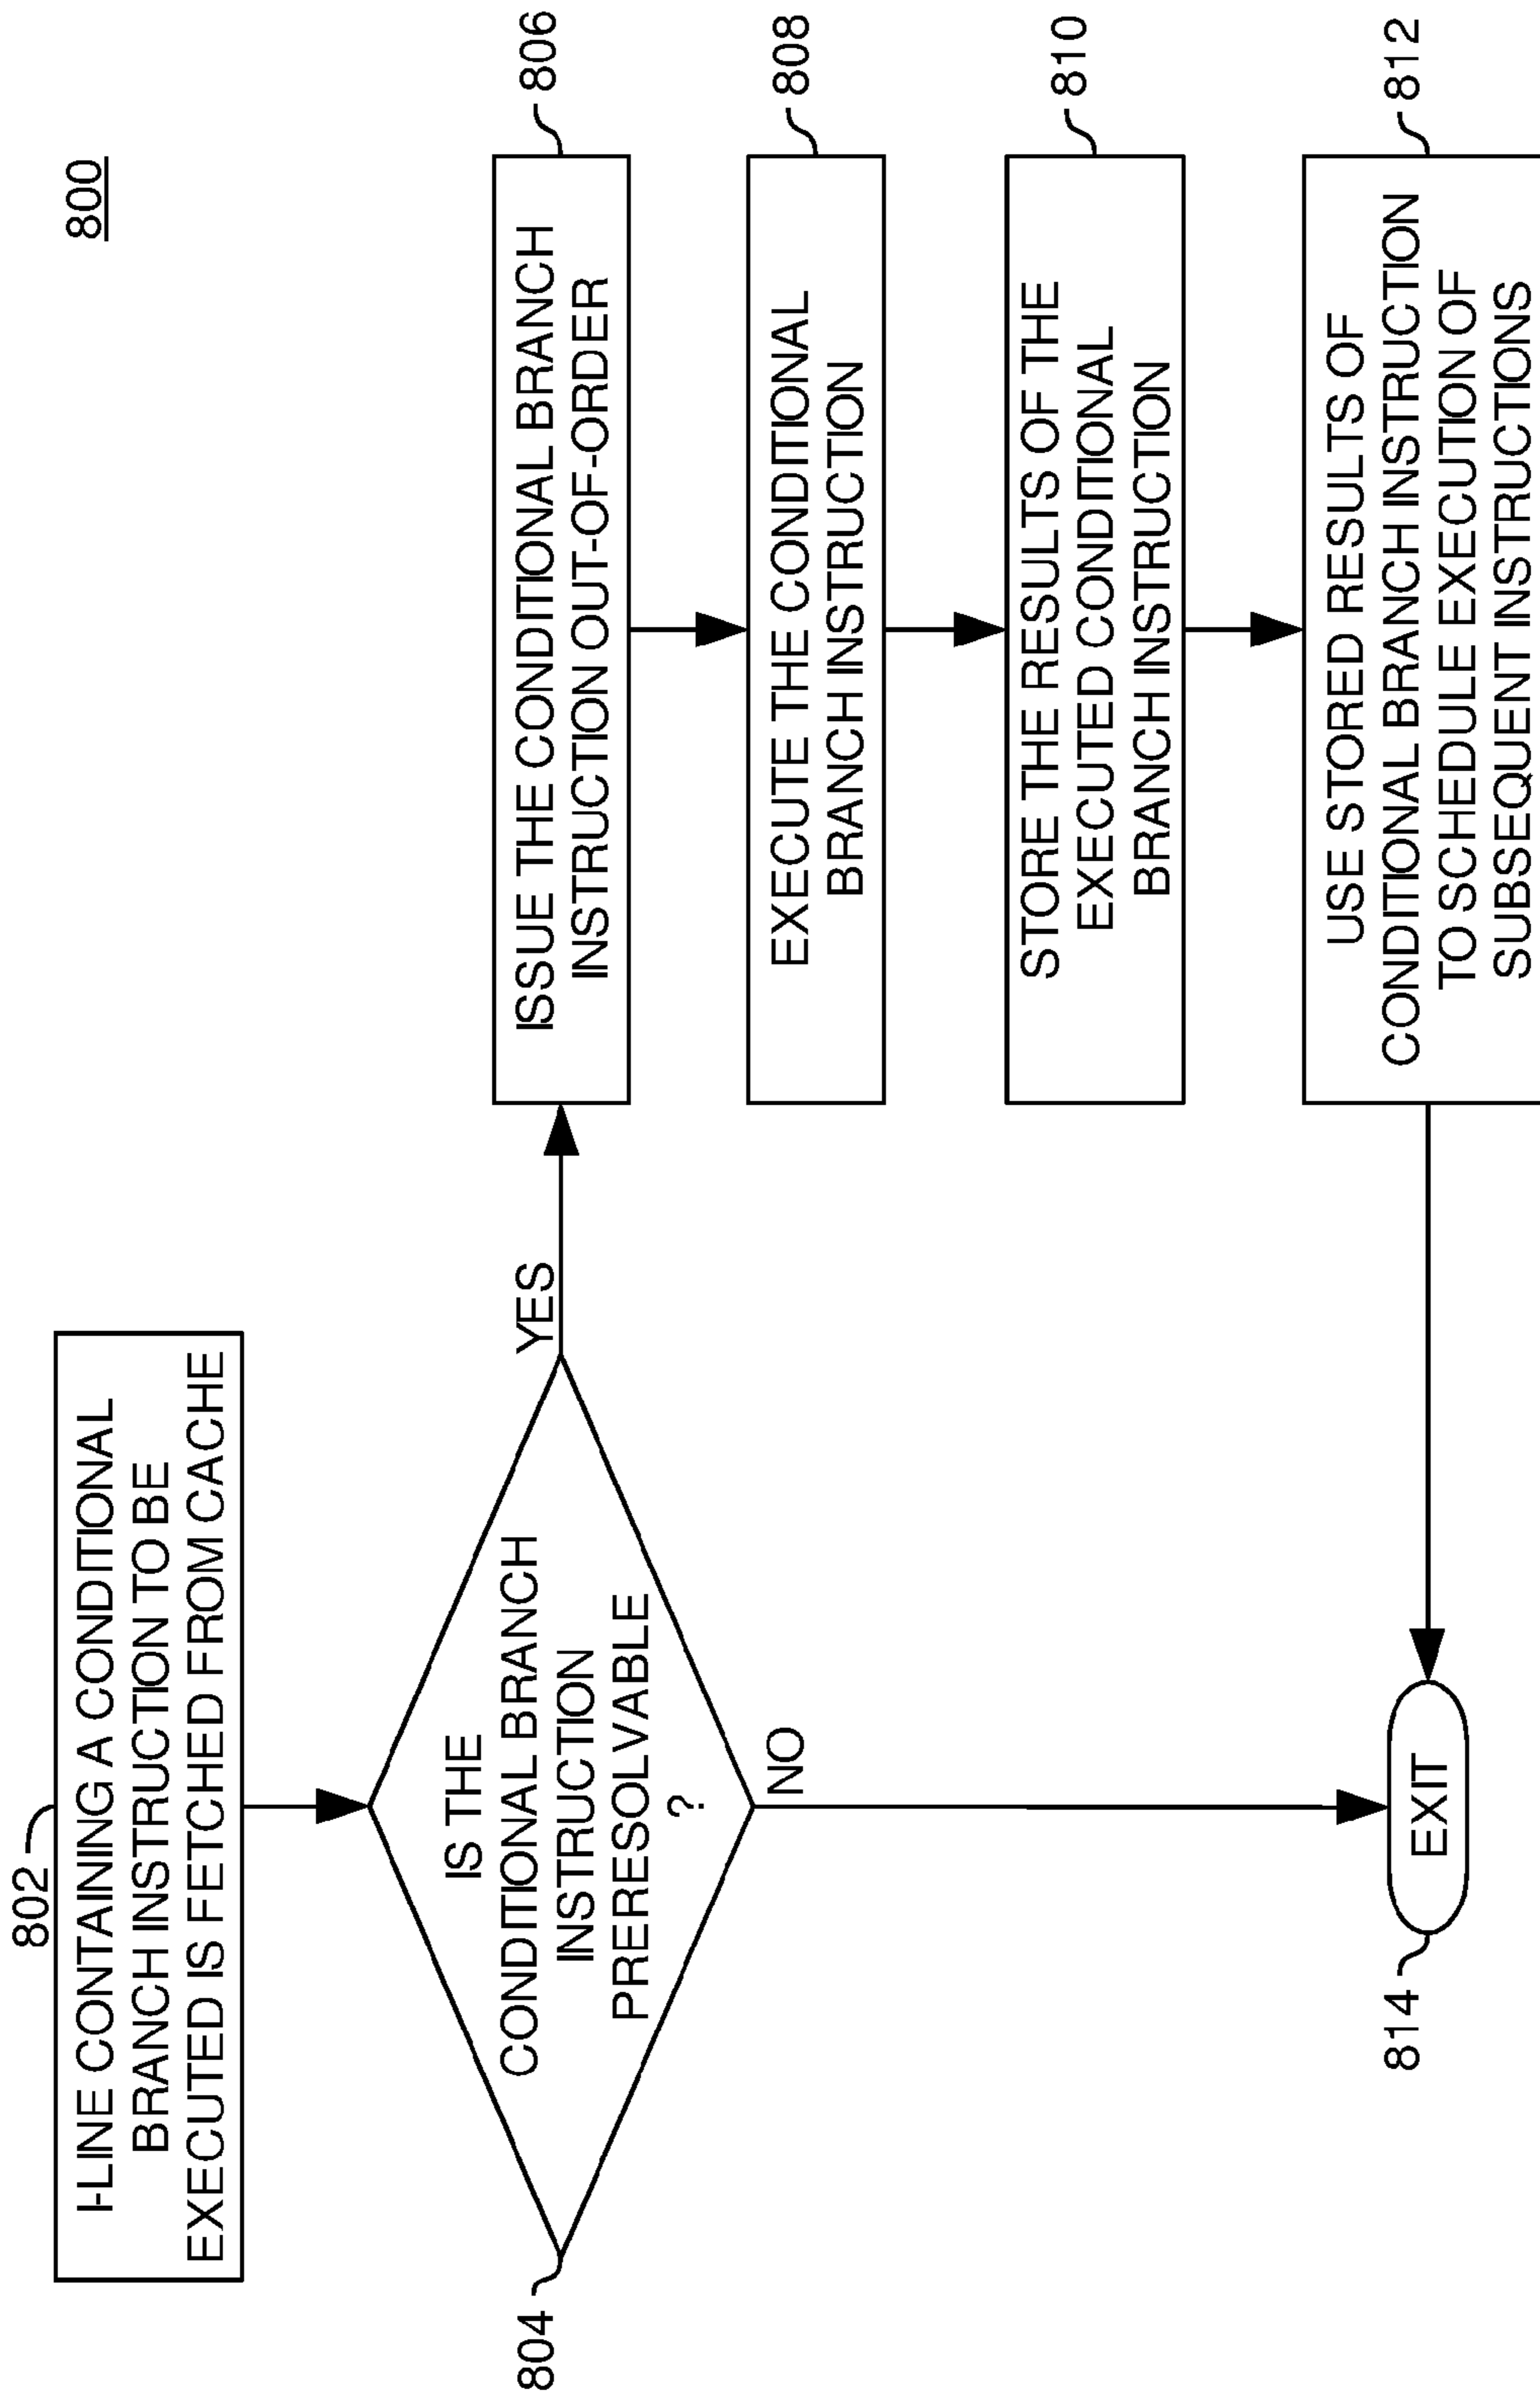 800
802
I-LINE CONTAINING A CONDITIONAL
BRANCH INSTRUCTION TO BE
EXECUTED IS FETCHED FROM CACHE
804
IS THE
CONDITIONAL BRANCH
INSTRUCTION
PRERESOLVABLE
?
YES
NO
806
ISSUE THE CONDITIONAL BRANCH
INSTRUCTION OUT-OF-ORDER
808
EXECUTE THE CONDITIONAL
BRANCH INSTRUCTION
810
STORE THE RESULTS OF THE
EXECUTED CONDITIONAL
BRANCH INSTRUCTION
812
USE STORED RESULTS OF
CONDITIONAL BRANCH INSTRUCTION
TO SCHEDULE EXECUTION OF
SUBSEQUENT INSTRUCTIONS
814
EXIT